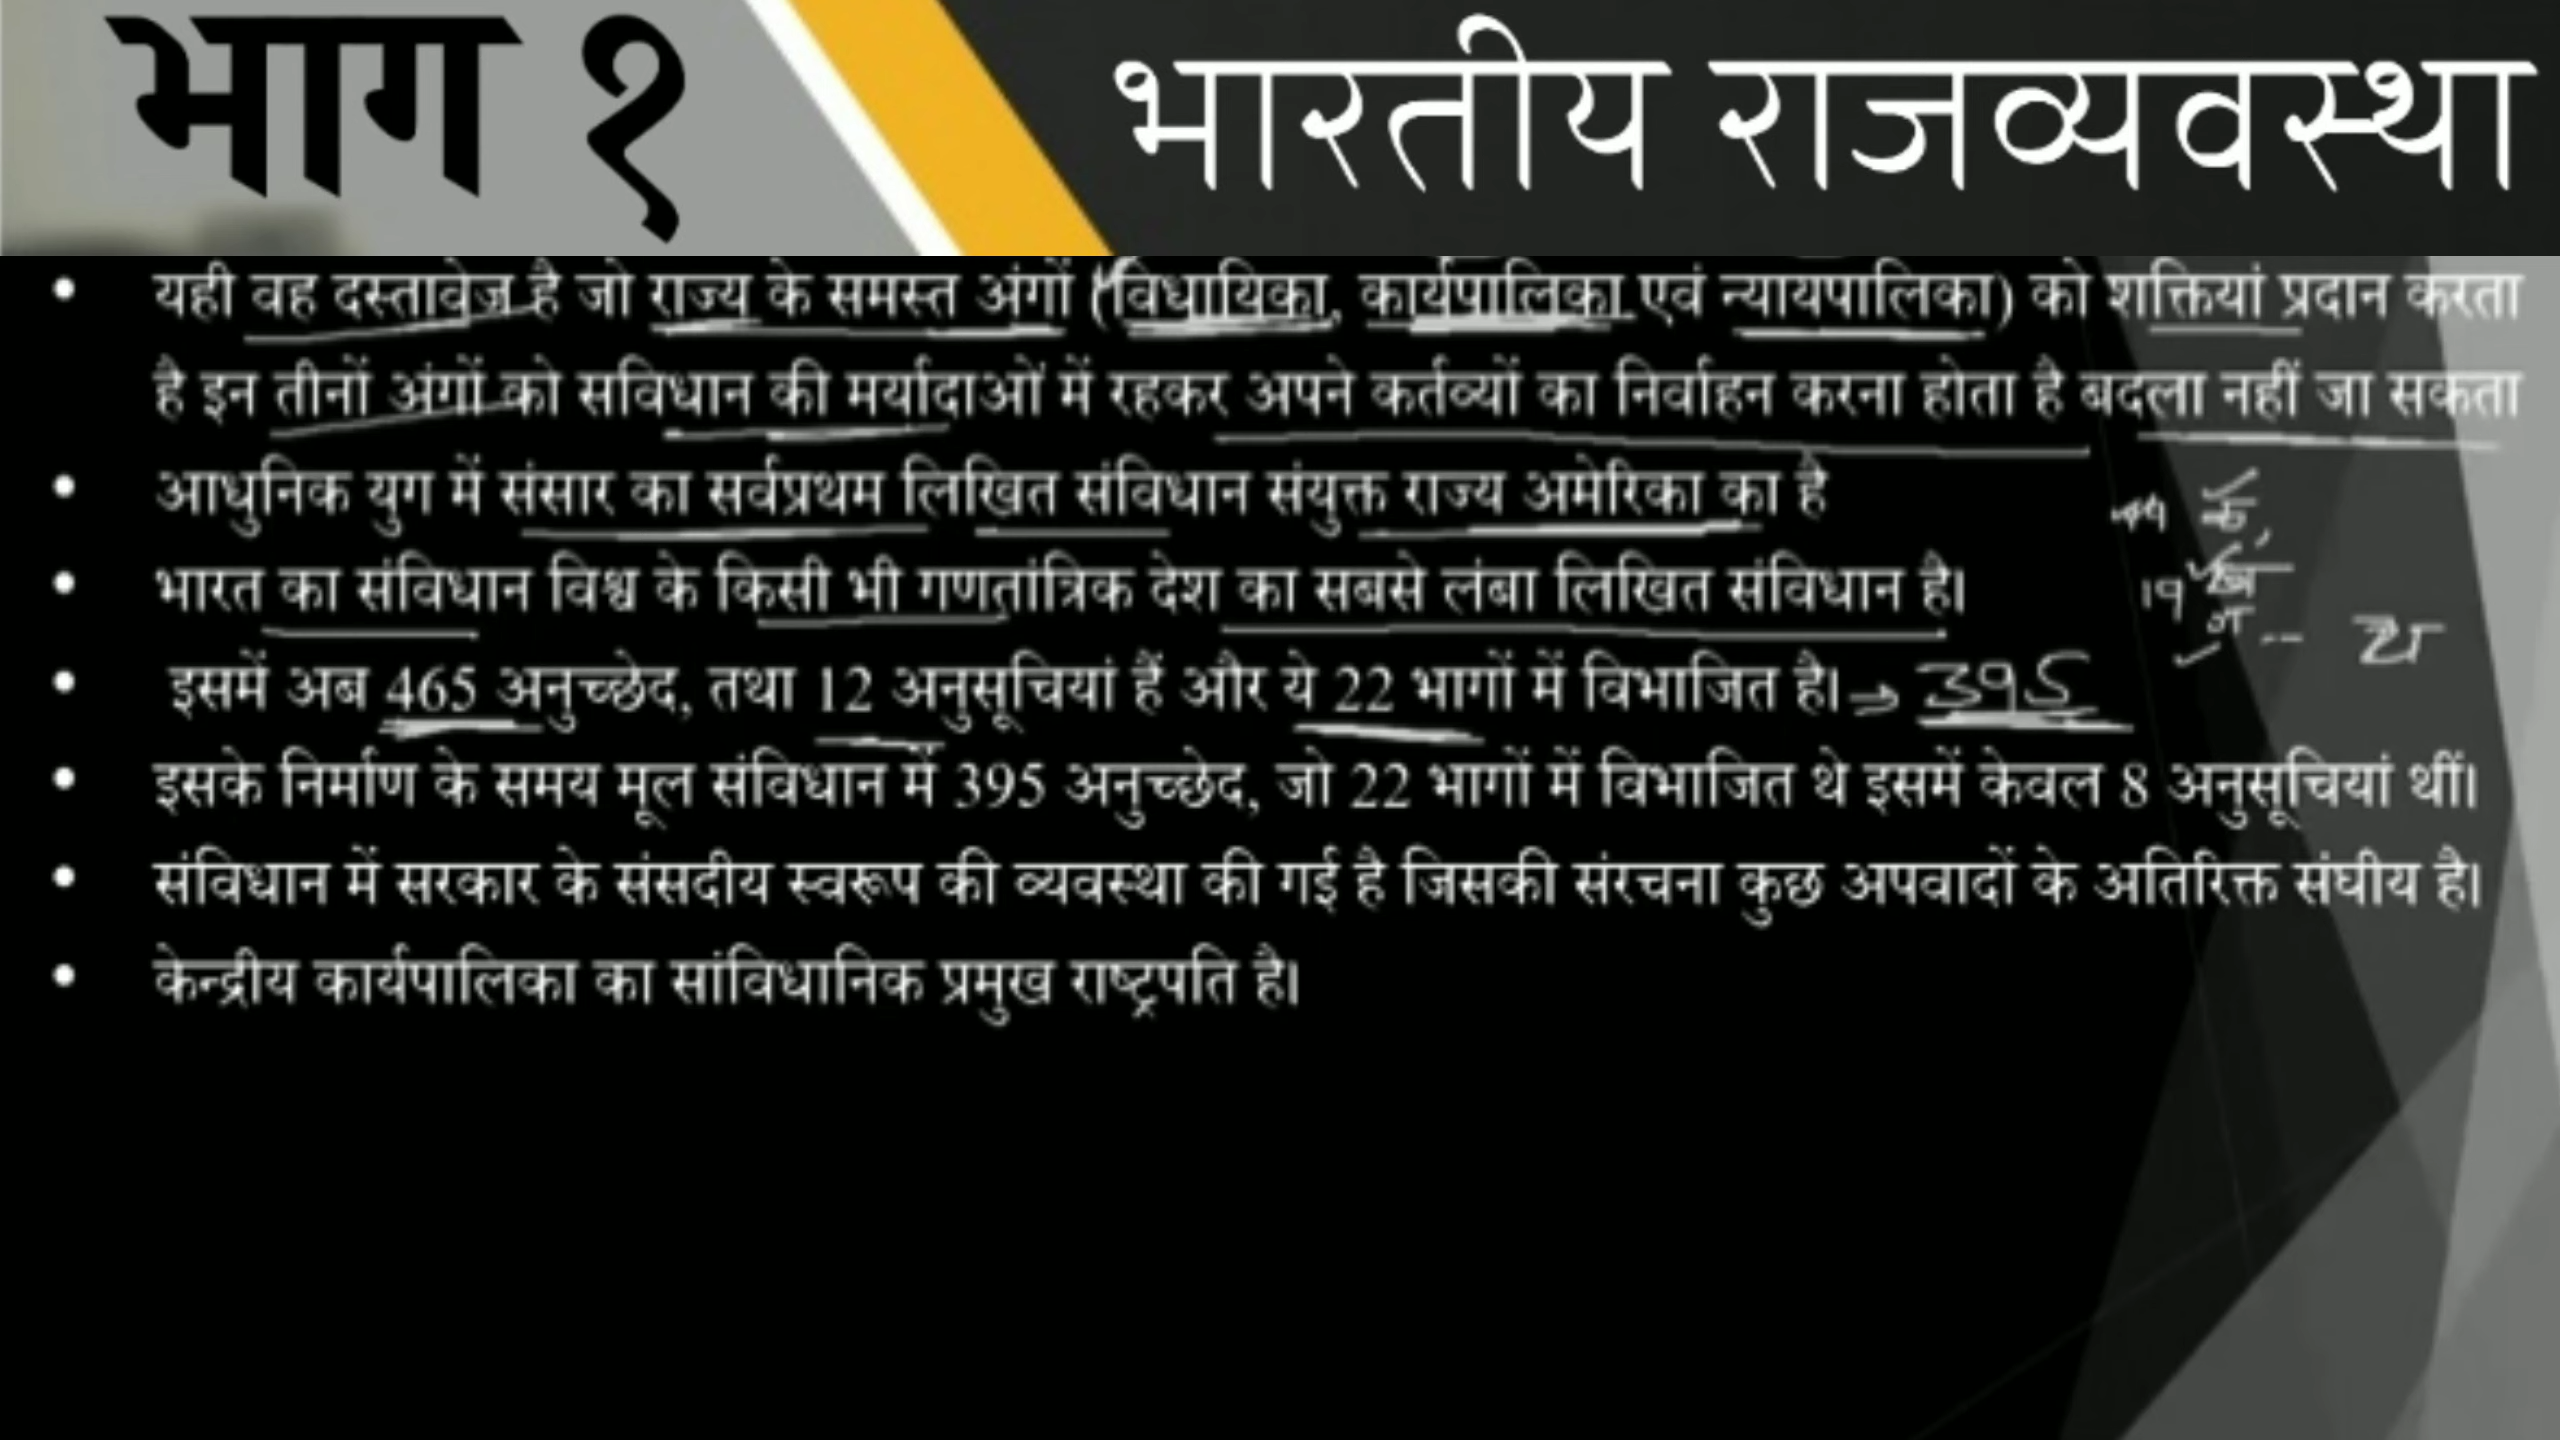 भाग १
भारतीय राजव्यवस्था
• यही वह दस्तावेज है जो राज्य के समस्त अंगों (विधायिका, कार्यपालिका एवं न्यायपालिका) को शक्तियां प्रदान करता
है इन तीनों अंगों को सविधान की मर्यादाओं में रहकर अपने कर्तव्यों का निर्वाहन करना होता है बदला नहीं जा सकता
• आधुनिक युग में संसार का सर्वप्रथम लिखित संविधान संयुक्त राज्य अमेरिका का है
• भारत का संविधान विश्व के किसी भी गणतांत्रिक देश का सबसे लंबा लिखित संविधान है।
19
• इसमें अब 465 अनुच्छेद, तथा 12 अनुसूचियां हैं और ये 22 भागों में विभाजित है। → 395
• इसके निर्माण के समय मूल संविधान में 395 अनुच्छेद, जो 22 भागों में विभाजित थे इसमें केवल 8 अनुसूचियां थीं।
• संविधान में सरकार के संसदीय स्वरूप की व्यवस्था की गई है जिसकी संरचना कुछ अपवादों के अतिरिक्त संघीय है।
• केन्द्रीय कार्यपालिका का सांविधानिक प्रमुख राष्ट्रपति है।